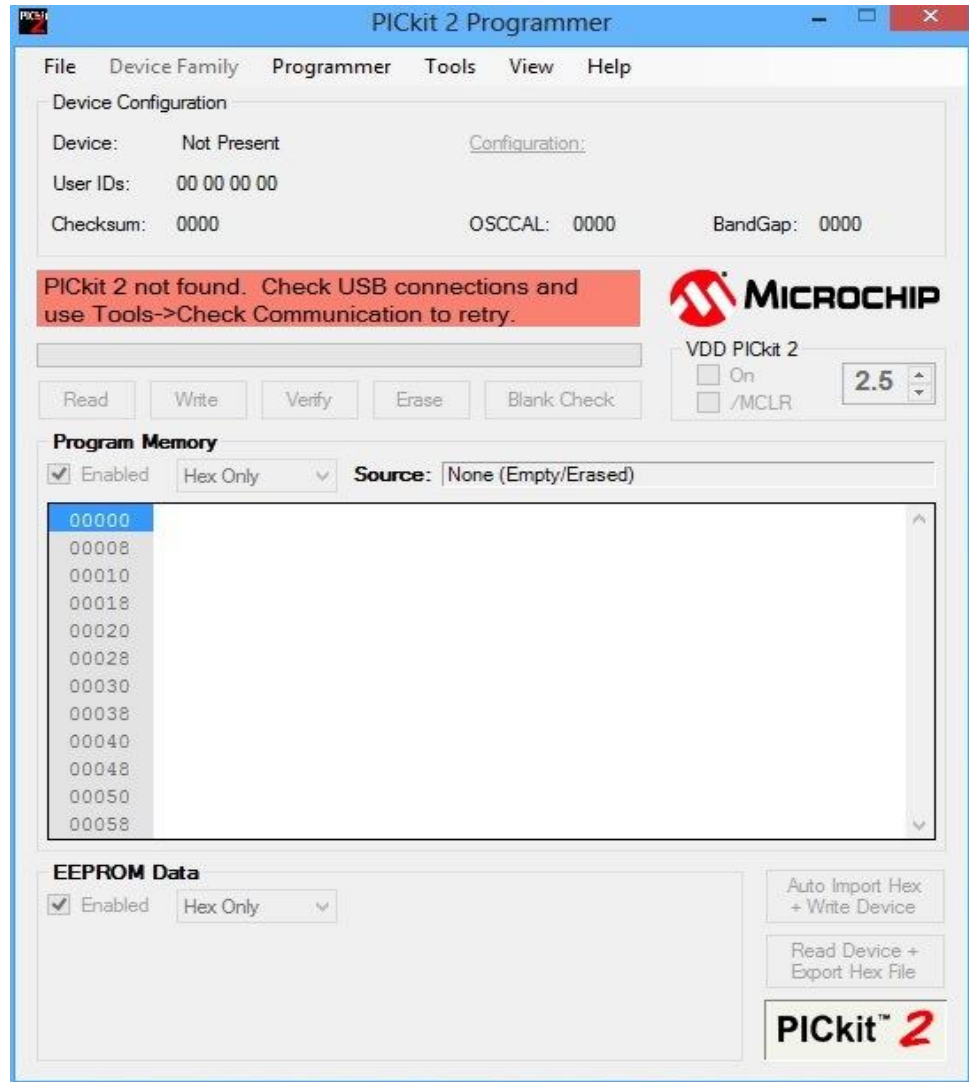 PICkit 2
PICkit 2 Programmer
File Device Family Programmer Tools View Help
Device Configuration
Device: Not Present Configuration:
User IDs: 00 00 00 00
Checksum: 0000 OSCCAL: 0000 BandGap: 0000
PICkit 2 not found. Check USB connections and
use Tools->Check Communication to retry.
MICROCHIP
VDD PICkit 2
On
/MCLR
2.5
Read Write Verify Erase Blank Check
Program Memory
Enabled Hex Only Source: None (Empty/Erased)
00000
00008
00010
00018
00020
00028
00030
00038
00040
00048
00050
00058
EEPROM Data
Enabled Hex Only
Auto Import Hex
+ Write Device
Read Device +
Export Hex File
PICkit™ 2